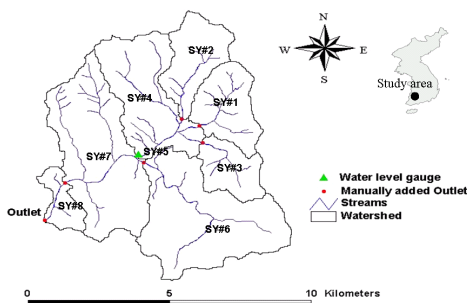 N
W E
S
Study area
SY#2
SY#4
SY#1
SY#5
SY#3
SY#7
SY#8
SY#6
Outlet
Water level gauge
Manually added Outlet
Streams
Watershed
0 5 10 Kilometers